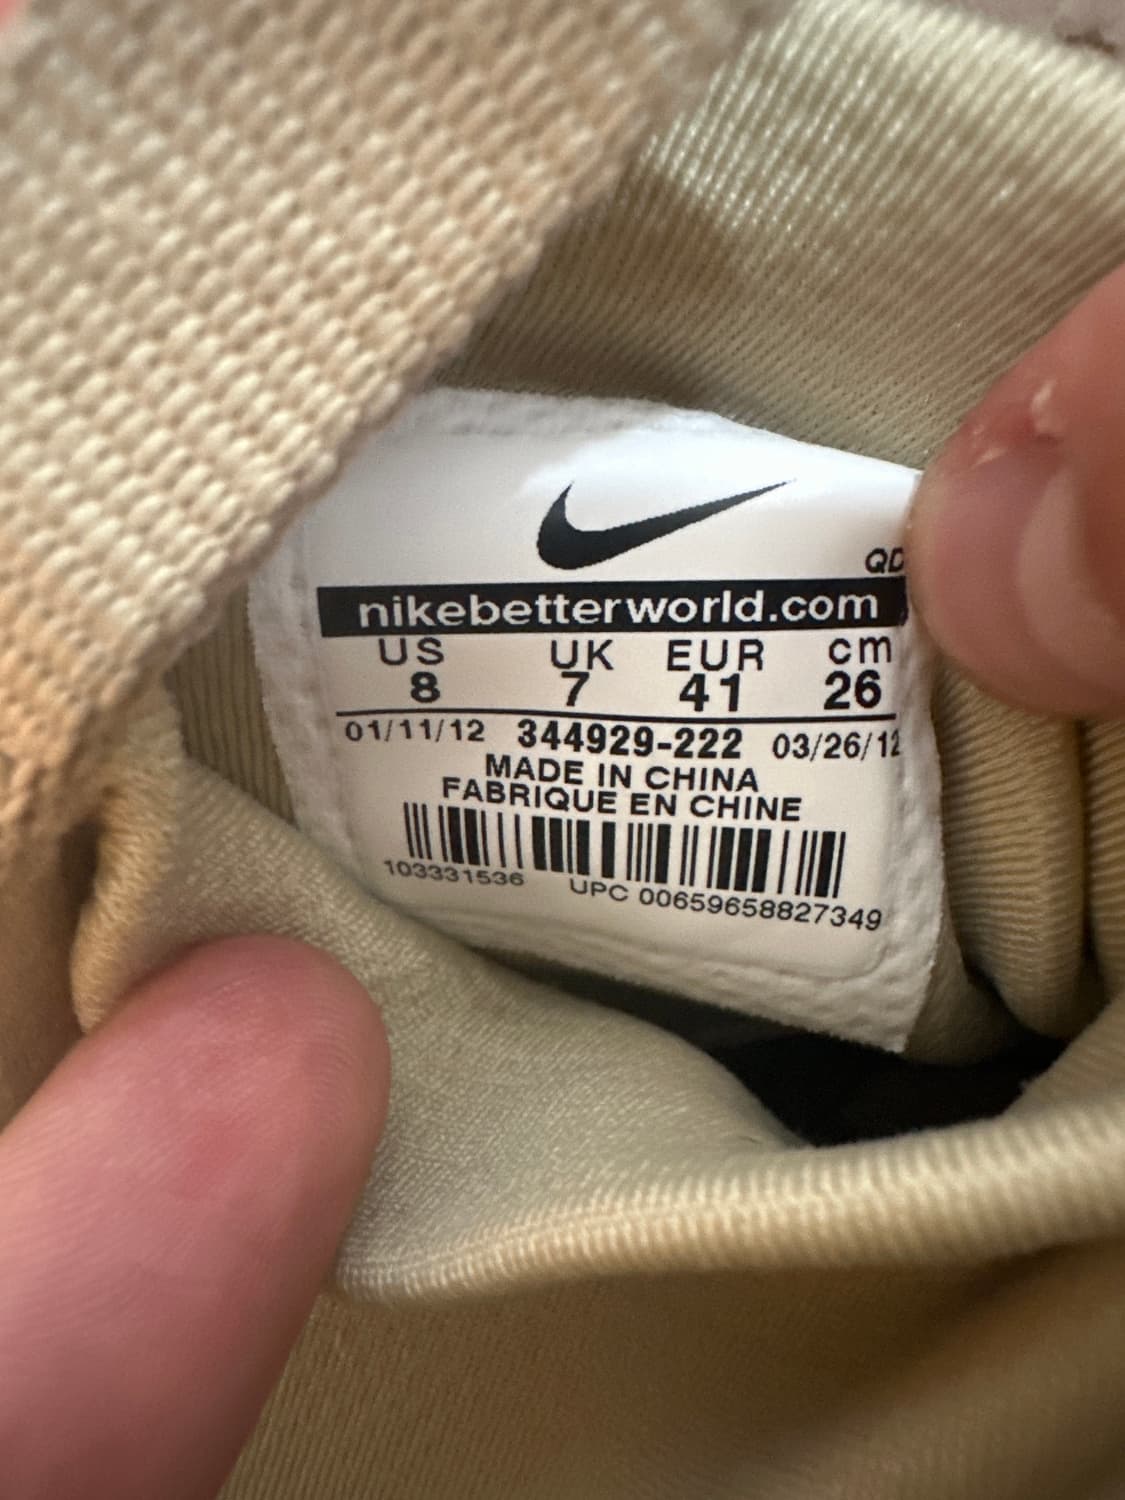 QD
nikebetterworld.com
US UK EUR cm
8 7 41 26
01/11/12 344929-222 03/26/12
MADE IN CHINA
FABRIQUE EN CHINE
103331536 UPC 00659658827349